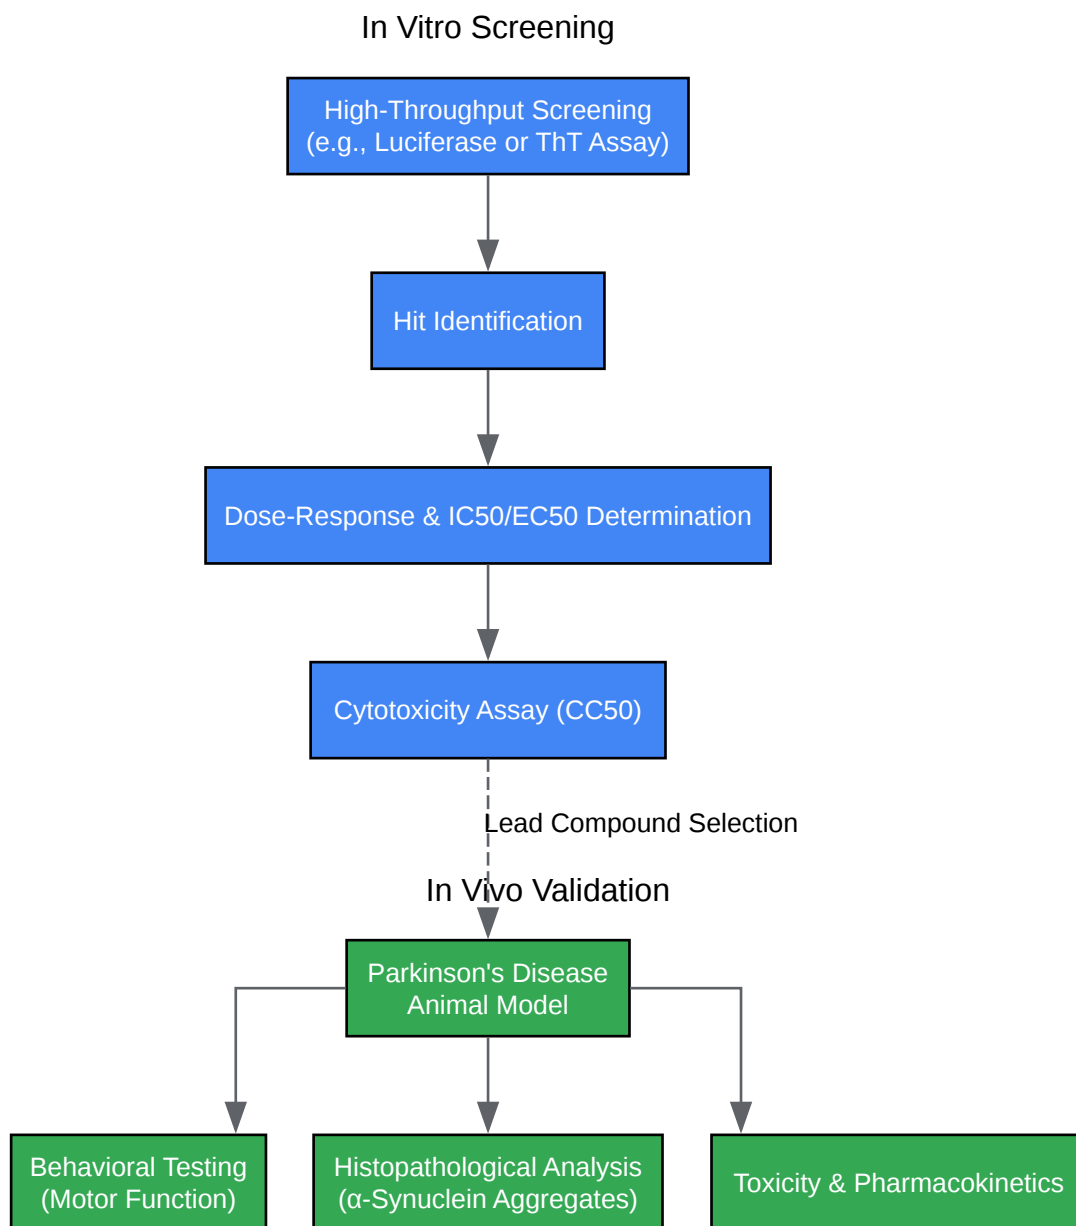 In Vitro Screening
High-Throughput Screening
(e.g., Luciferase or ThT Assay)
Hit Identification
Dose-Response & IC50/EC50 Determination
Cytotoxicity Assay (CC50)
Lead Compound Selection
In Vivo Validation
Parkinson's Disease
Animal Model
Behavioral Testing
(Motor Function)
Histopathological Analysis
(α-Synuclein Aggregates)
Toxicity & Pharmacokinetics